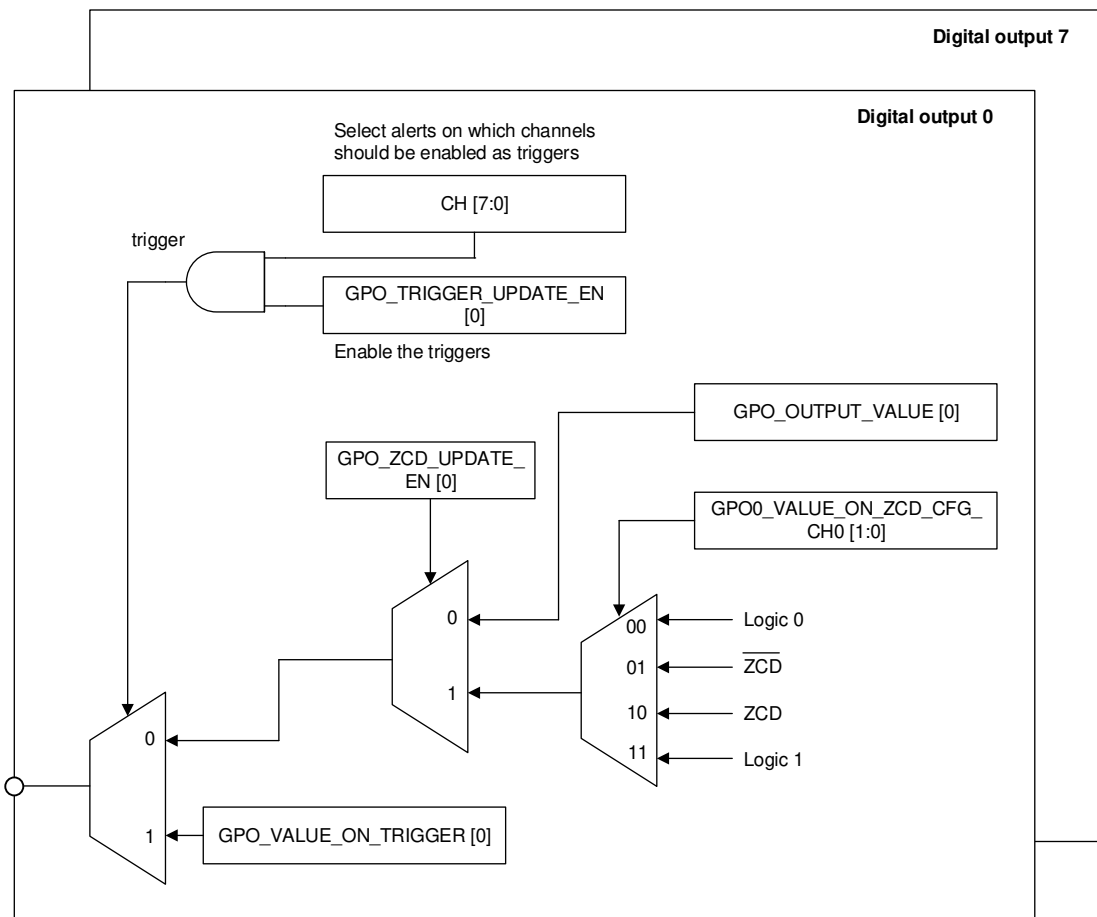 Digital output 7
Digital output 0
Select alerts on which channels
should be enabled as triggers
CH [7:0]
trigger
GPO_TRIGGER_UPDATE_EN
[0]
Enable the triggers
GPO_OUTPUT_VALUE [0]
GPO_ZCD_UPDATE_
EN [0]
GPO0_VALUE_ON_ZCD_CFG_
CH0 [1:0]
0
1
00
01
10
11
Logic 0
Z̅C̅D̅
ZCD
Logic 1
0
1
GPO_VALUE_ON_TRIGGER [0]